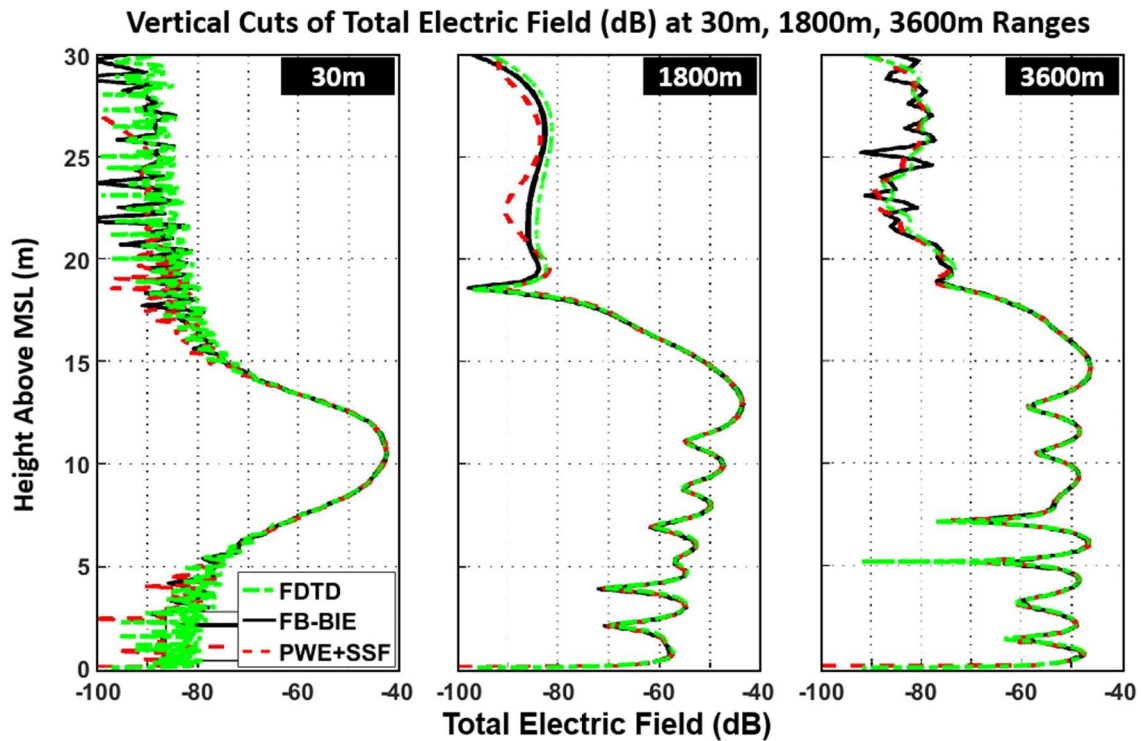 Vertical Cuts of Total Electric Field (dB) at 30m, 1800m, 3600m Ranges
30m
1800m
3600m
Height Above MSL (m)
30
25
20
15
10
5
0
FDTD
FB-BIE
PWE+SSF
-100
-80
-60
-40
-100
-80
-60
-40
-100
-80
-60
-40
Total Electric Field (dB)